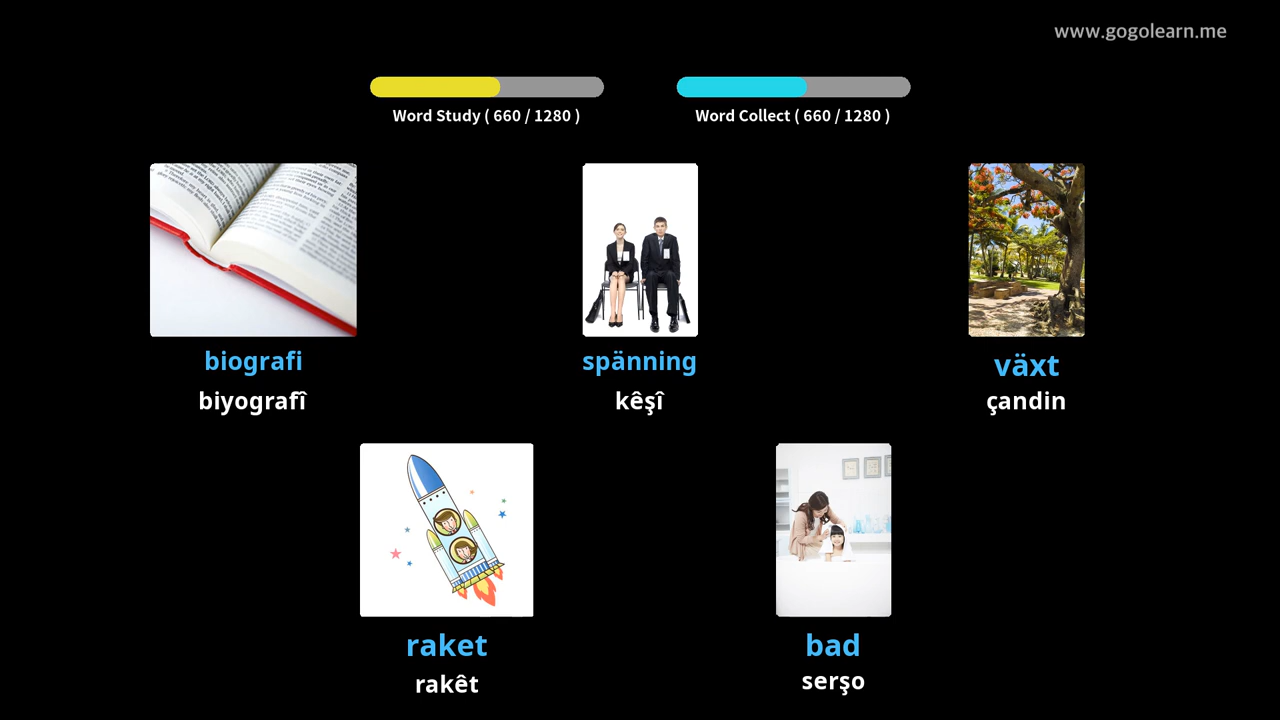 www.gogolearn.me
Word Study ( 660 / 1280 )
Word Collect ( 660 / 1280 )
biografi
spänning
växt
biyografî
kêşî
çandin
raket
bad
rakêt
serşo